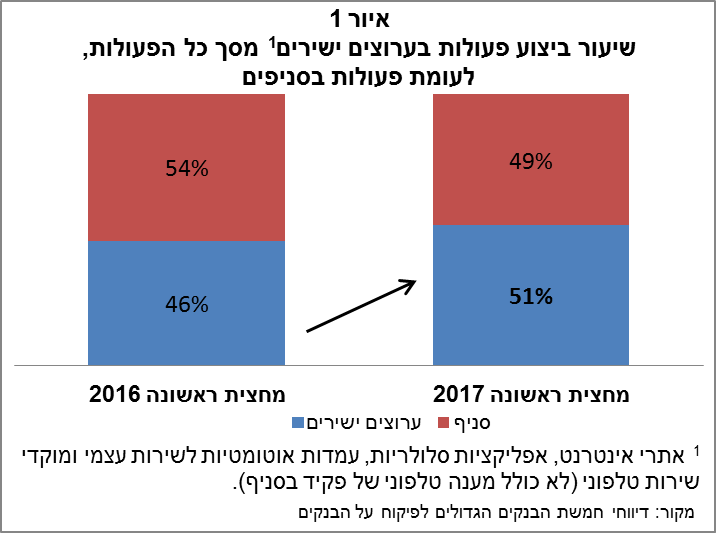 איור 1
שיעור ביצוע פעולות בערוצים ישירים¹ מסך כל הפעולות,
לעומת פעולות בסניפים
54%
49%
46%
51%
מחצית ראשונה 2016
מחצית ראשונה 2017
ערוצים ישירים
סניף
¹ אתרי אינטרנט, אפליקציות סלולריות, עמדות אוטומטיות לשירות עצמי ומוקדי
שירות טלפוני (לא כולל מענה טלפוני של פקיד בסניף).
מקור: דיווחי חמשת הבנקים הגדולים לפיקוח על הבנקים